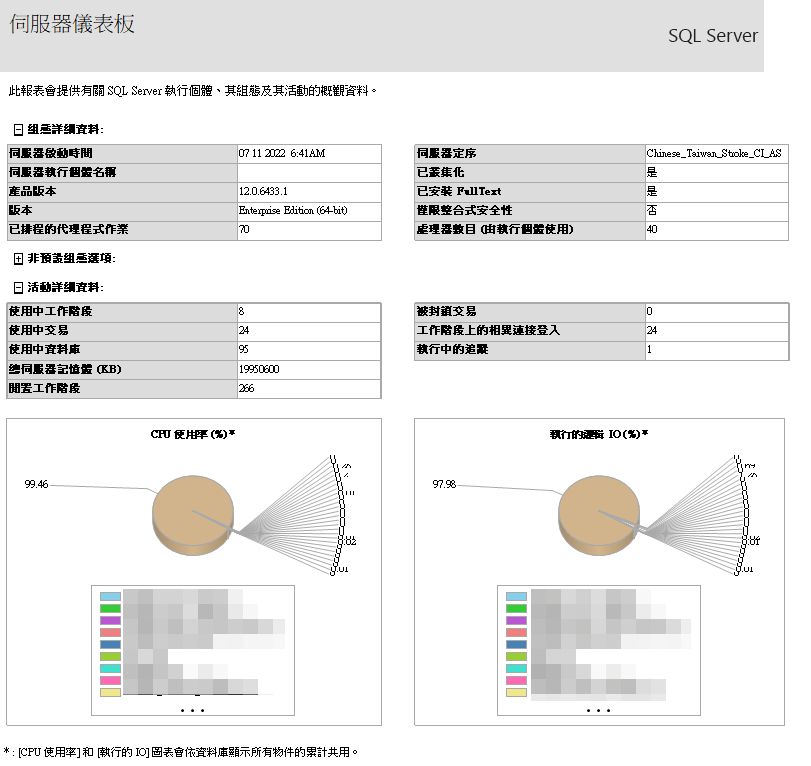 伺服器儀表板
SQL Server
此報表會提供有關 SQL Server 執行個體、其組態及其活動的概觀資料。
組態詳細資料:
伺服器啟動時間 07 11 2022 6:41AM
伺服器執行個體名稱
產品版本 12.0.6433.1
版本 Enterprise Edition (64-bit)
已排程的代理程式作業 70
伺服器定序 Chinese_Taiwan_Stroke_CI_AS
已叢集化 是
已安裝 FullText 是
僅限整合式安全性 否
處理器數目 (由執行個體使用) 40
非預設組態選項:
活動詳細資料:
使用中工作階段 8
使用中交易 24
使用中資料庫 95
總伺服器記憶體 (KB) 19950600
閒置工作階段 266
被封鎖交易 0
工作階段上的相異連接登入 24
執行中的追蹤 1
CPU 使用率 (%)*
99.46
執行的邏輯 IO (%)*
97.98
...
...
* : [CPU 使用率] 和 [執行的 IO] 圖表會依資料庫顯示所有物件的累計共用。